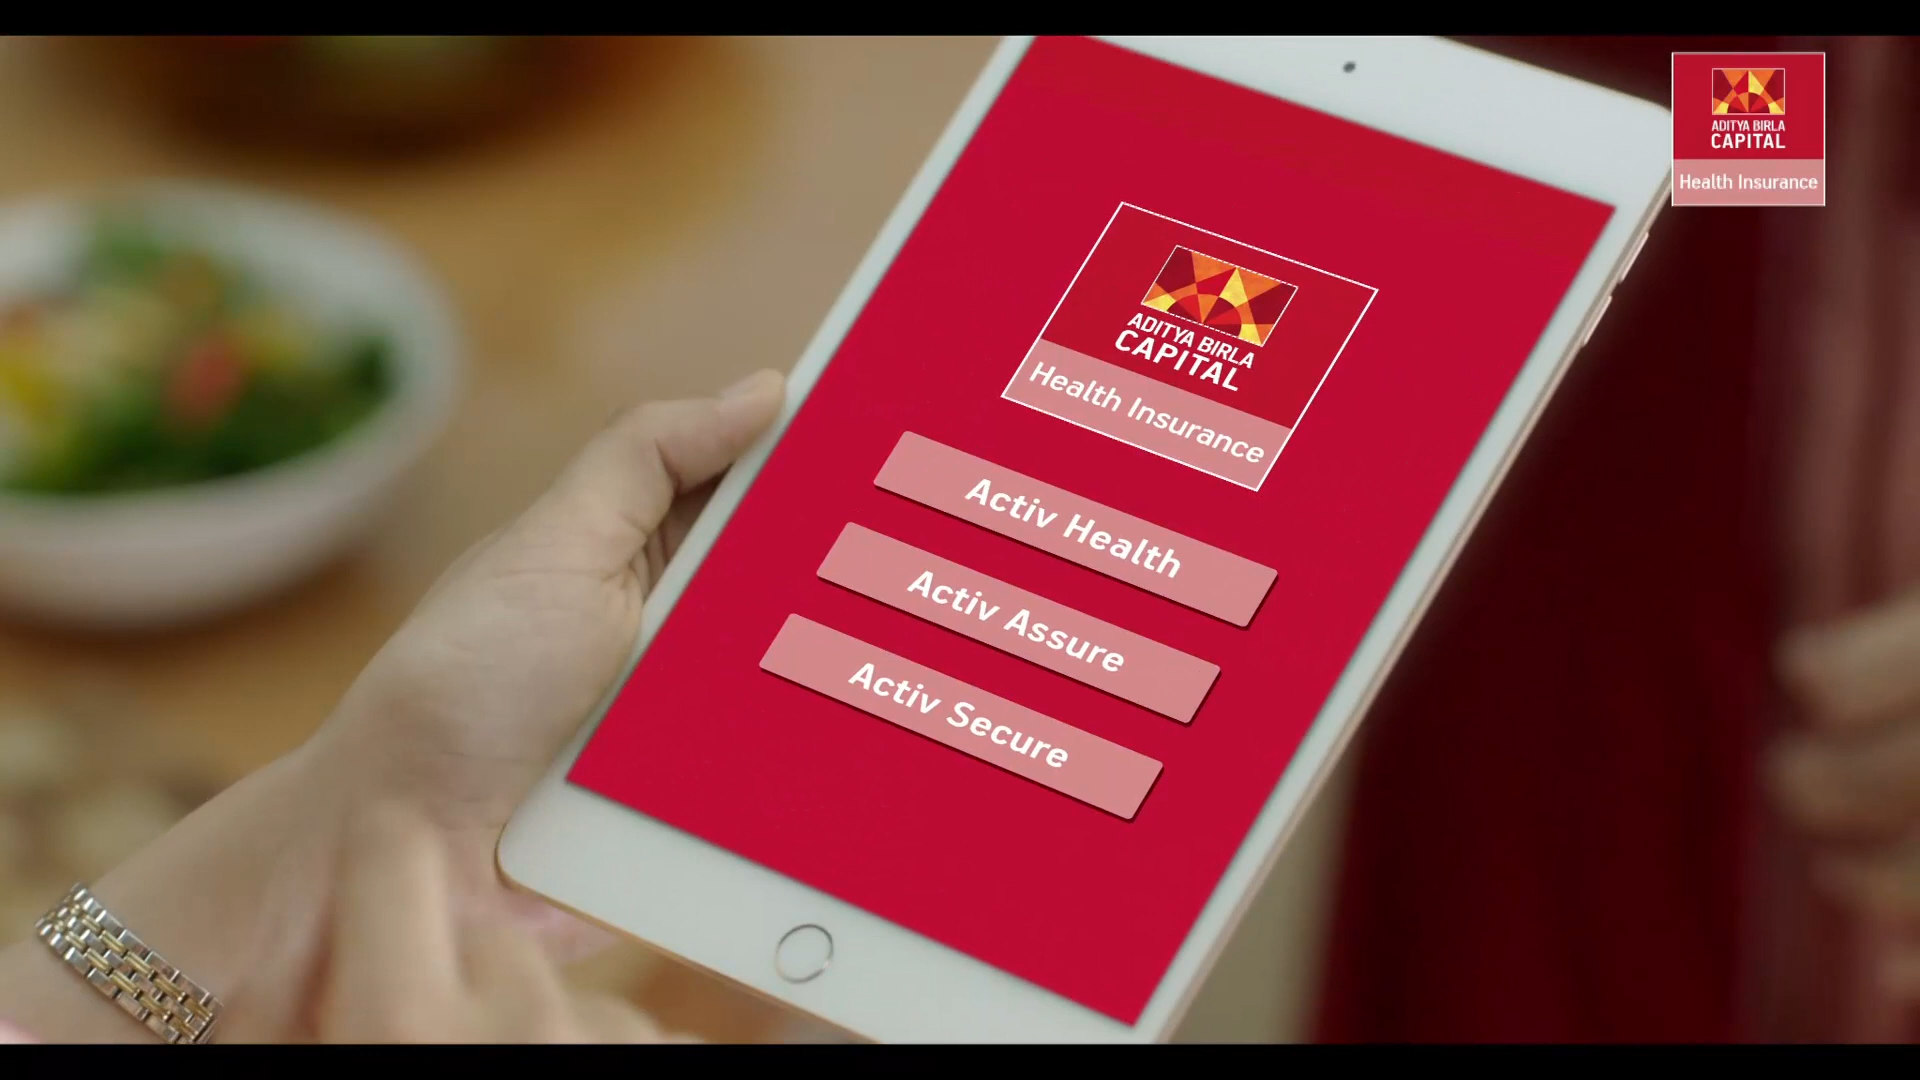 ADITYA BIRLA
CAPITAL
Health Insurance
ADITYA BIRLA
CAPITAL
Health Insurance
Activ Health
Activ Assure
Activ Secure